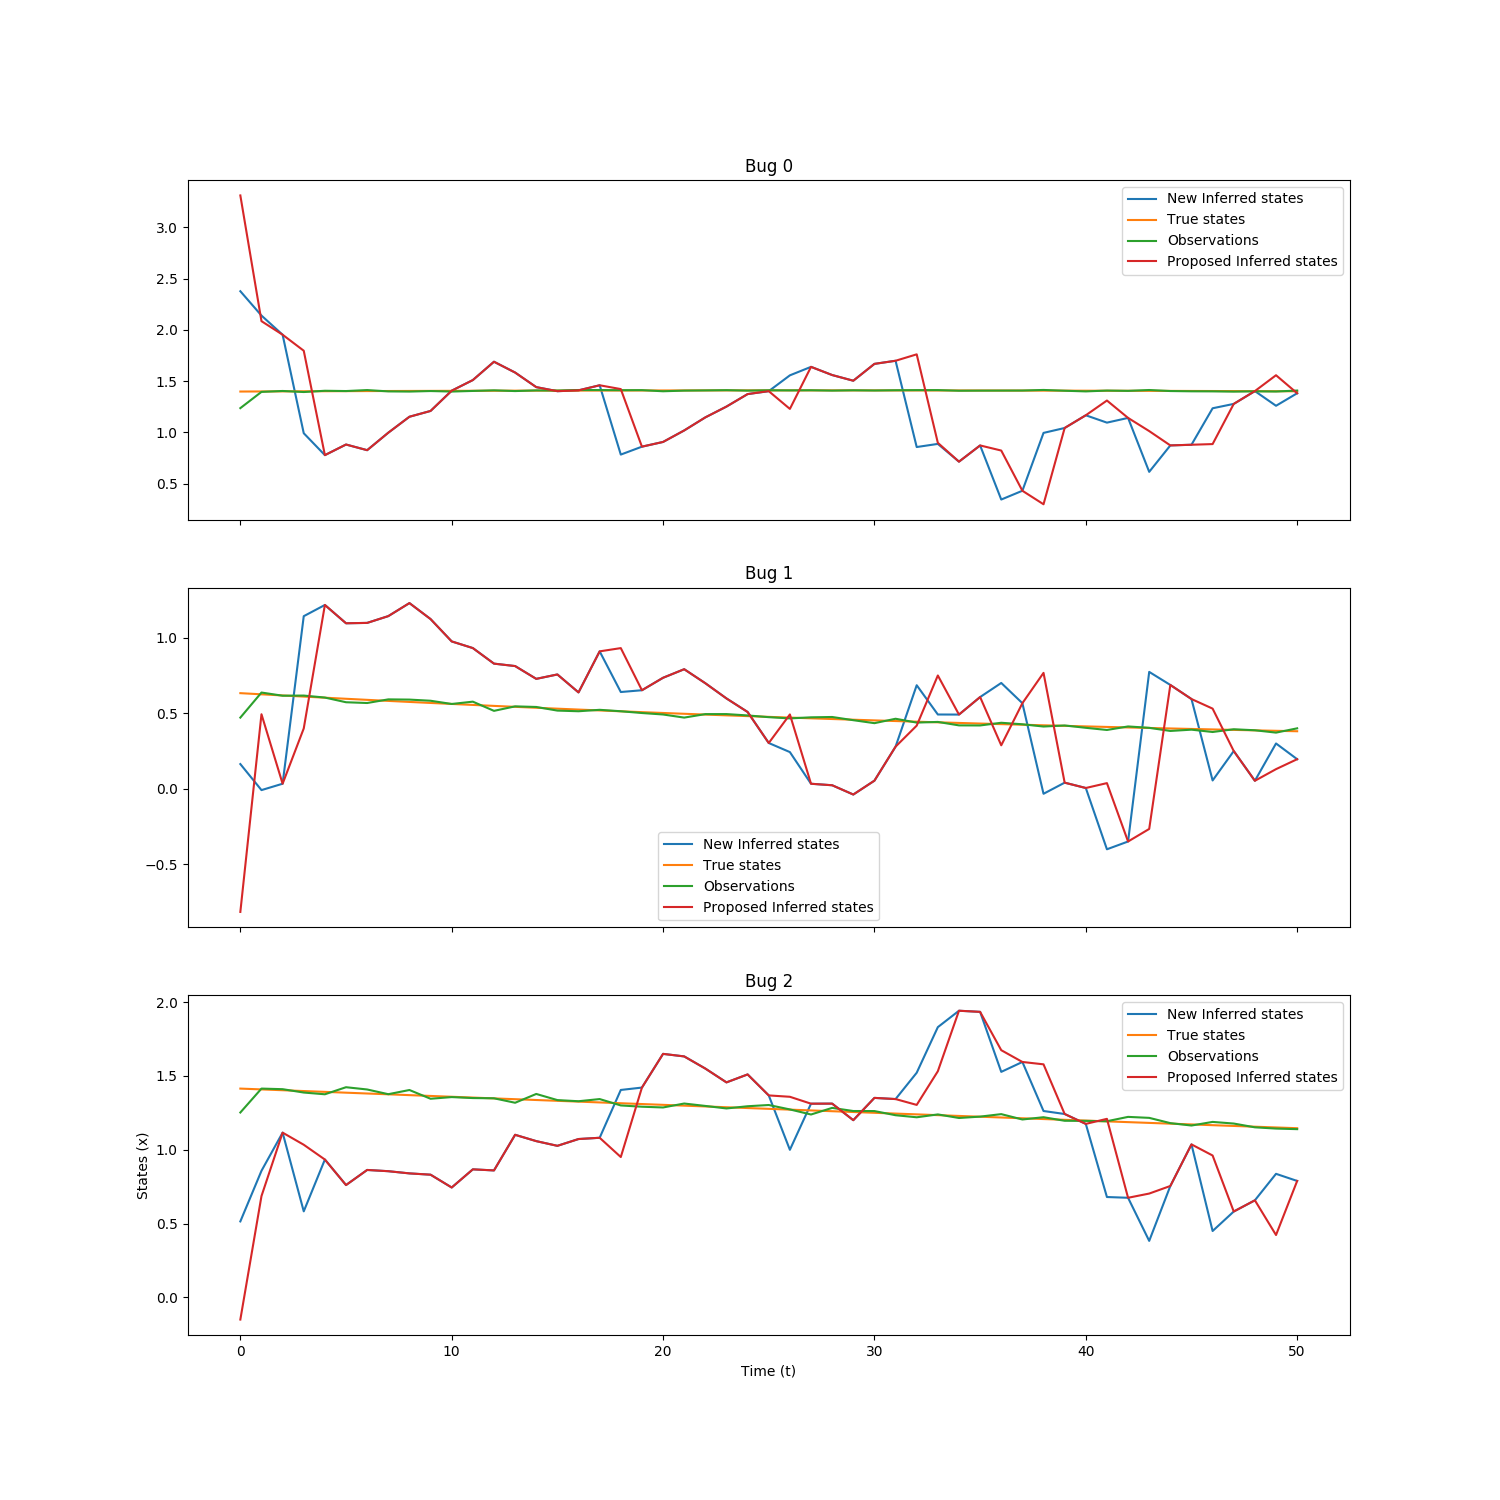 Bug 0
3.0
2.5
2.0
1.5
1.0
0.5
New Inferred states
True states
Observations
Proposed Inferred states
Bug 1
1.0
0.5
0.0
−0.5
New Inferred states
True states
Observations
Proposed Inferred states
Bug 2
2.0
1.5
1.0
0.5
0.0
States (x)
New Inferred states
True states
Observations
Proposed Inferred states
0 10 20 30 40 50
Time (t)